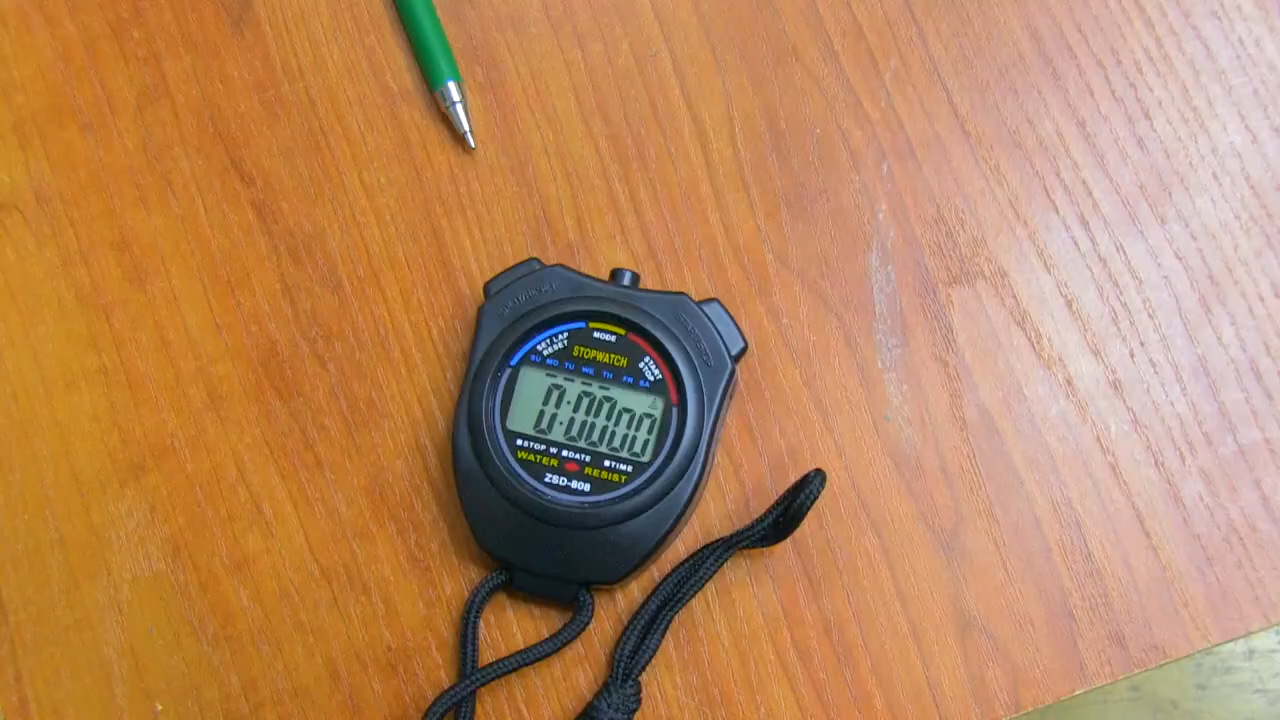 MODE
SET LAP
RESET
START
STOP
STOPWATCH
SU MO TU WE TH FR SA
0:0000
STOP W DATE TIME
WATER RESIST
ZSD-808